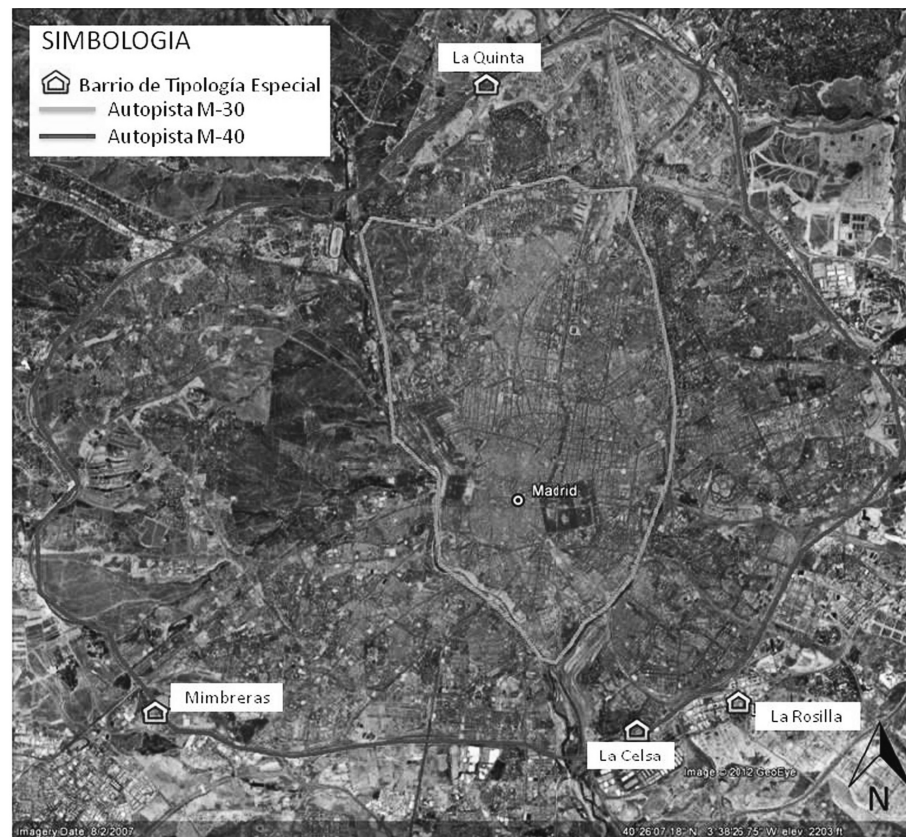 SIMBOLOGIA
Barrio de Tipología Especial
Autopista M-30
Autopista M-40
La Quinta
Madrid
Mimbreras
La Rosilla
La Celsa
Image © 2012 GeoEye
N
Imagery Date: 8/2/2007
40°26'07.18" N, 3°38'26.75" W elev 2203 ft